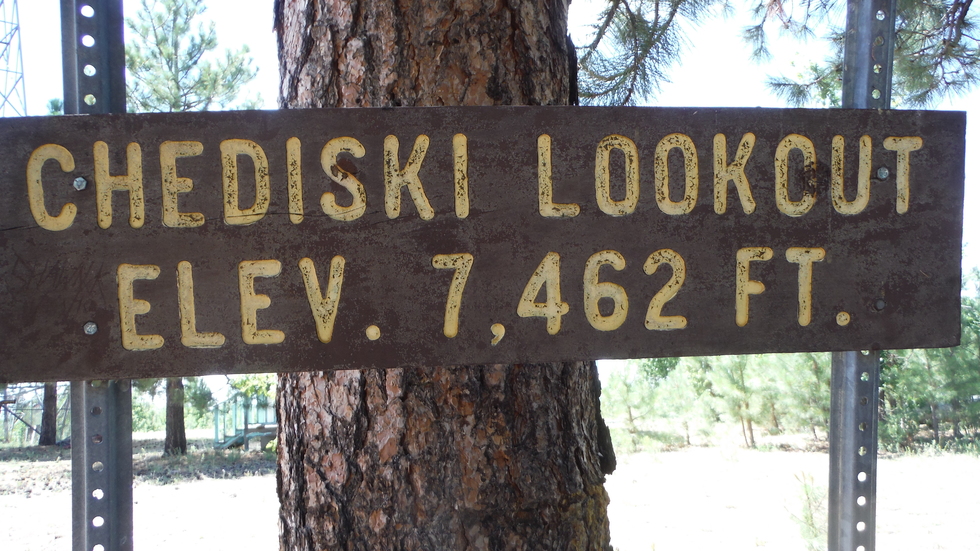 CHEDISKI LOOKOUT
ELEV. 7,462 FT.